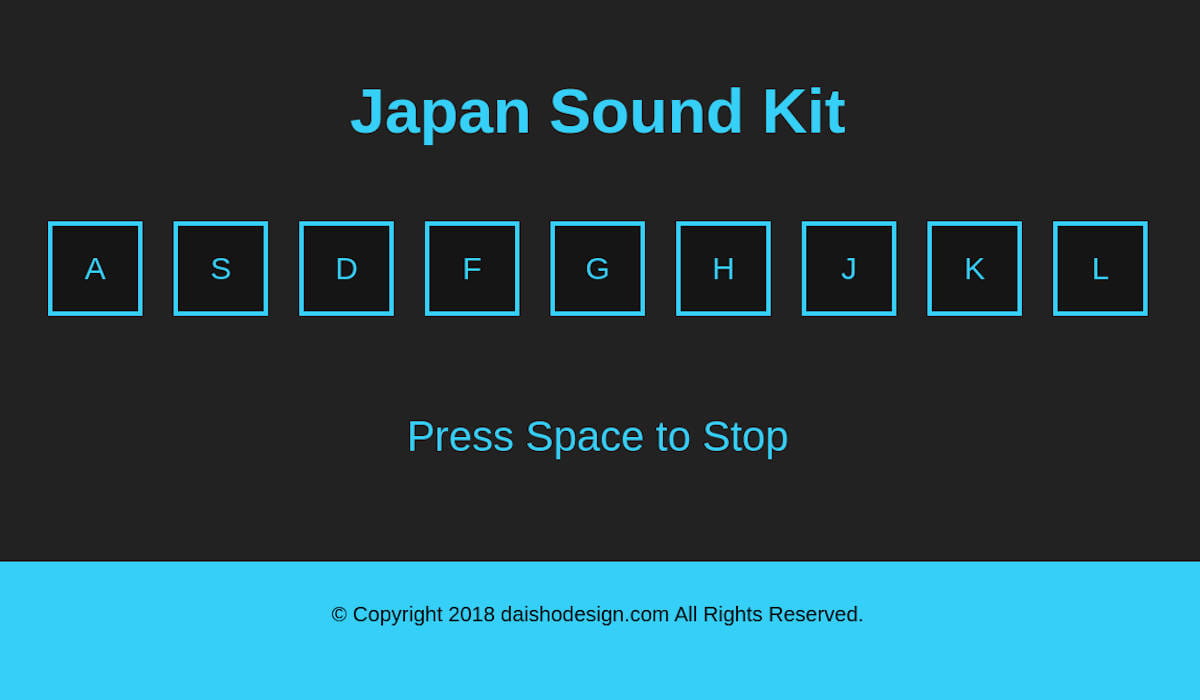 Japan Sound Kit
A S D F G H J K L
Press Space to Stop
© Copyright 2018 daishodesign.com All Rights Reserved.